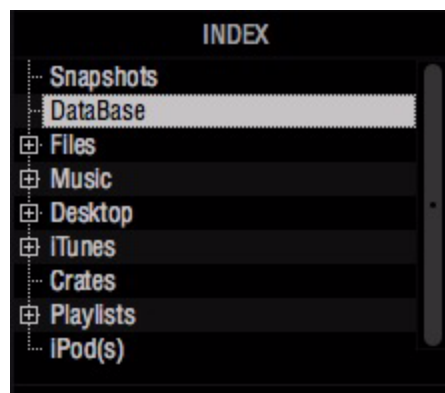 INDEX
Snapshots
DataBase
Files
Music
Desktop
iTunes
Crates
Playlists
iPod(s)